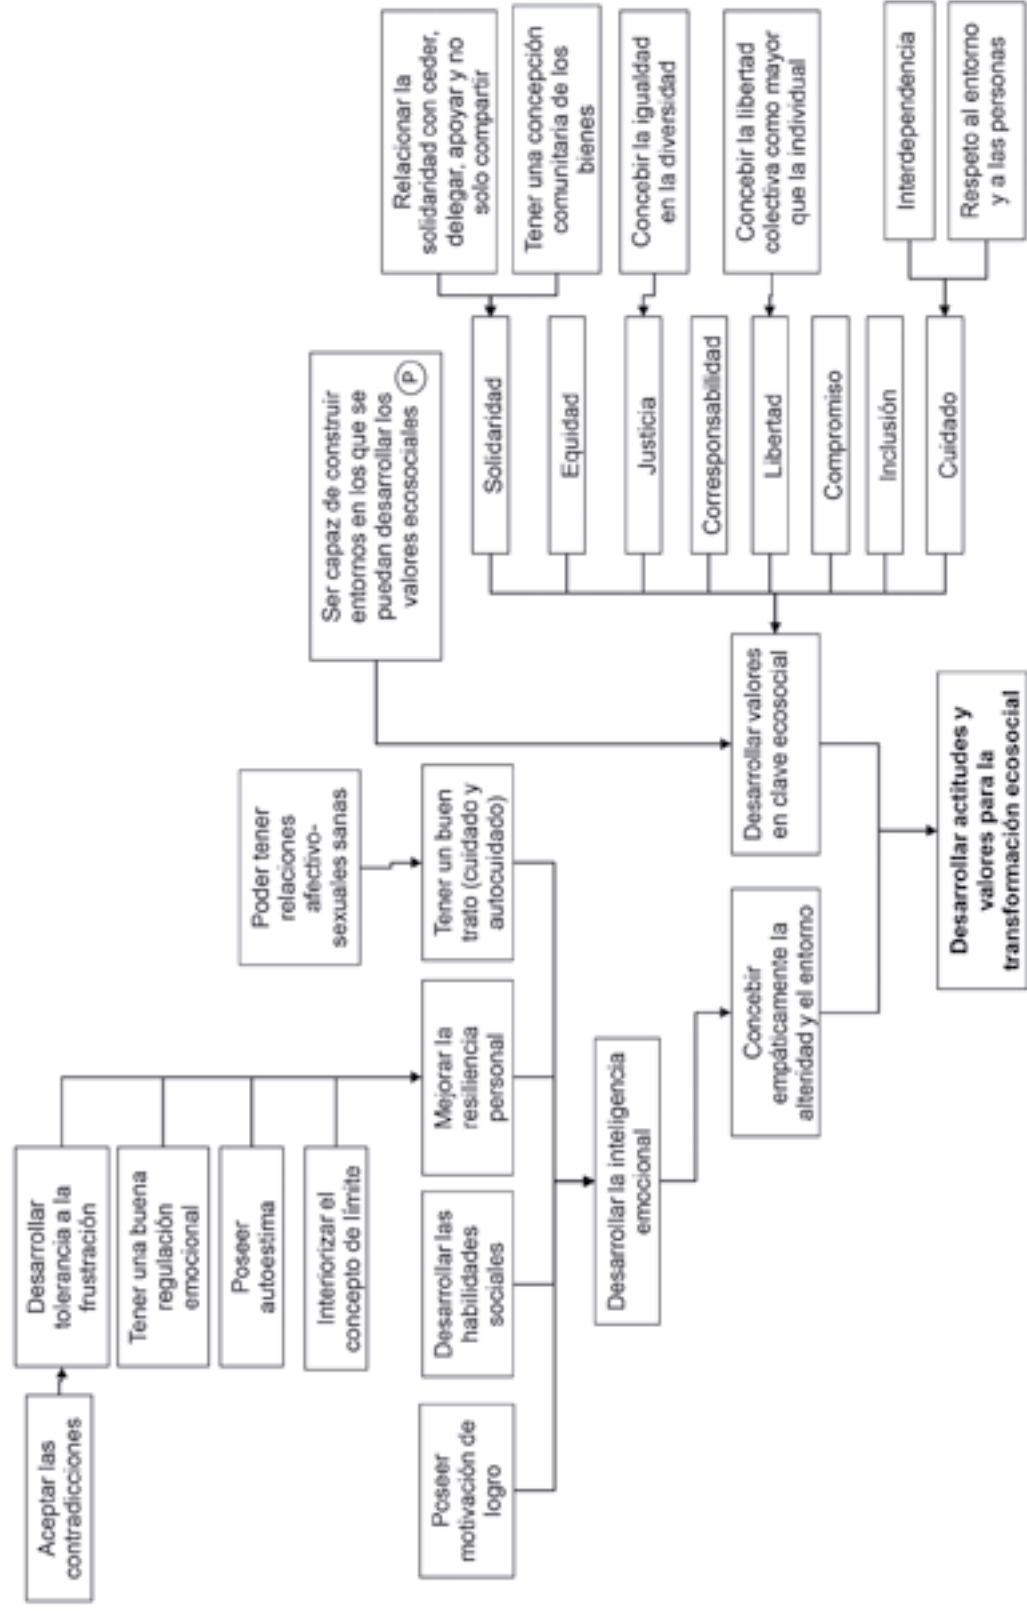 Aceptar las
contradicciones
Desarrollar
tolerancia a la
frustración
Tener una buena
regulación
emocional
Poseer
autoestima
Interiorizar el
concepto de límite
Poseer
motivación de
logro
Desarrollar las
habilidades
sociales
Mejorar la
resiliencia
personal
Tener un buen
trato (cuidado y
autocuidado)
Poder tener
relaciones
afectivo-
sexuales sanas
Desarrollar la inteligencia
emocional
Concebir
empáticamente la
alteridad y el entorno
Ser capaz de construir
entornos en los que se
puedan desarrollar los
valores ecosociales
P
Desarrollar valores
en clave ecosocial
Solidaridad
Equidad
Justicia
Corresponsabilidad
Libertad
Compromiso
Inclusión
Cuidado
Relacionar la
solidaridad con ceder,
delegar, apoyar y no
solo compartir
Tener una concepción
comunitaria de los
bienes
Concebir la igualdad
en la diversidad
Concebir la libertad
colectiva como mayor
que la individual
Interdependencia
Respeto al entorno
y a las personas
Desarrollar actitudes y
valores para la
transformación ecosocial